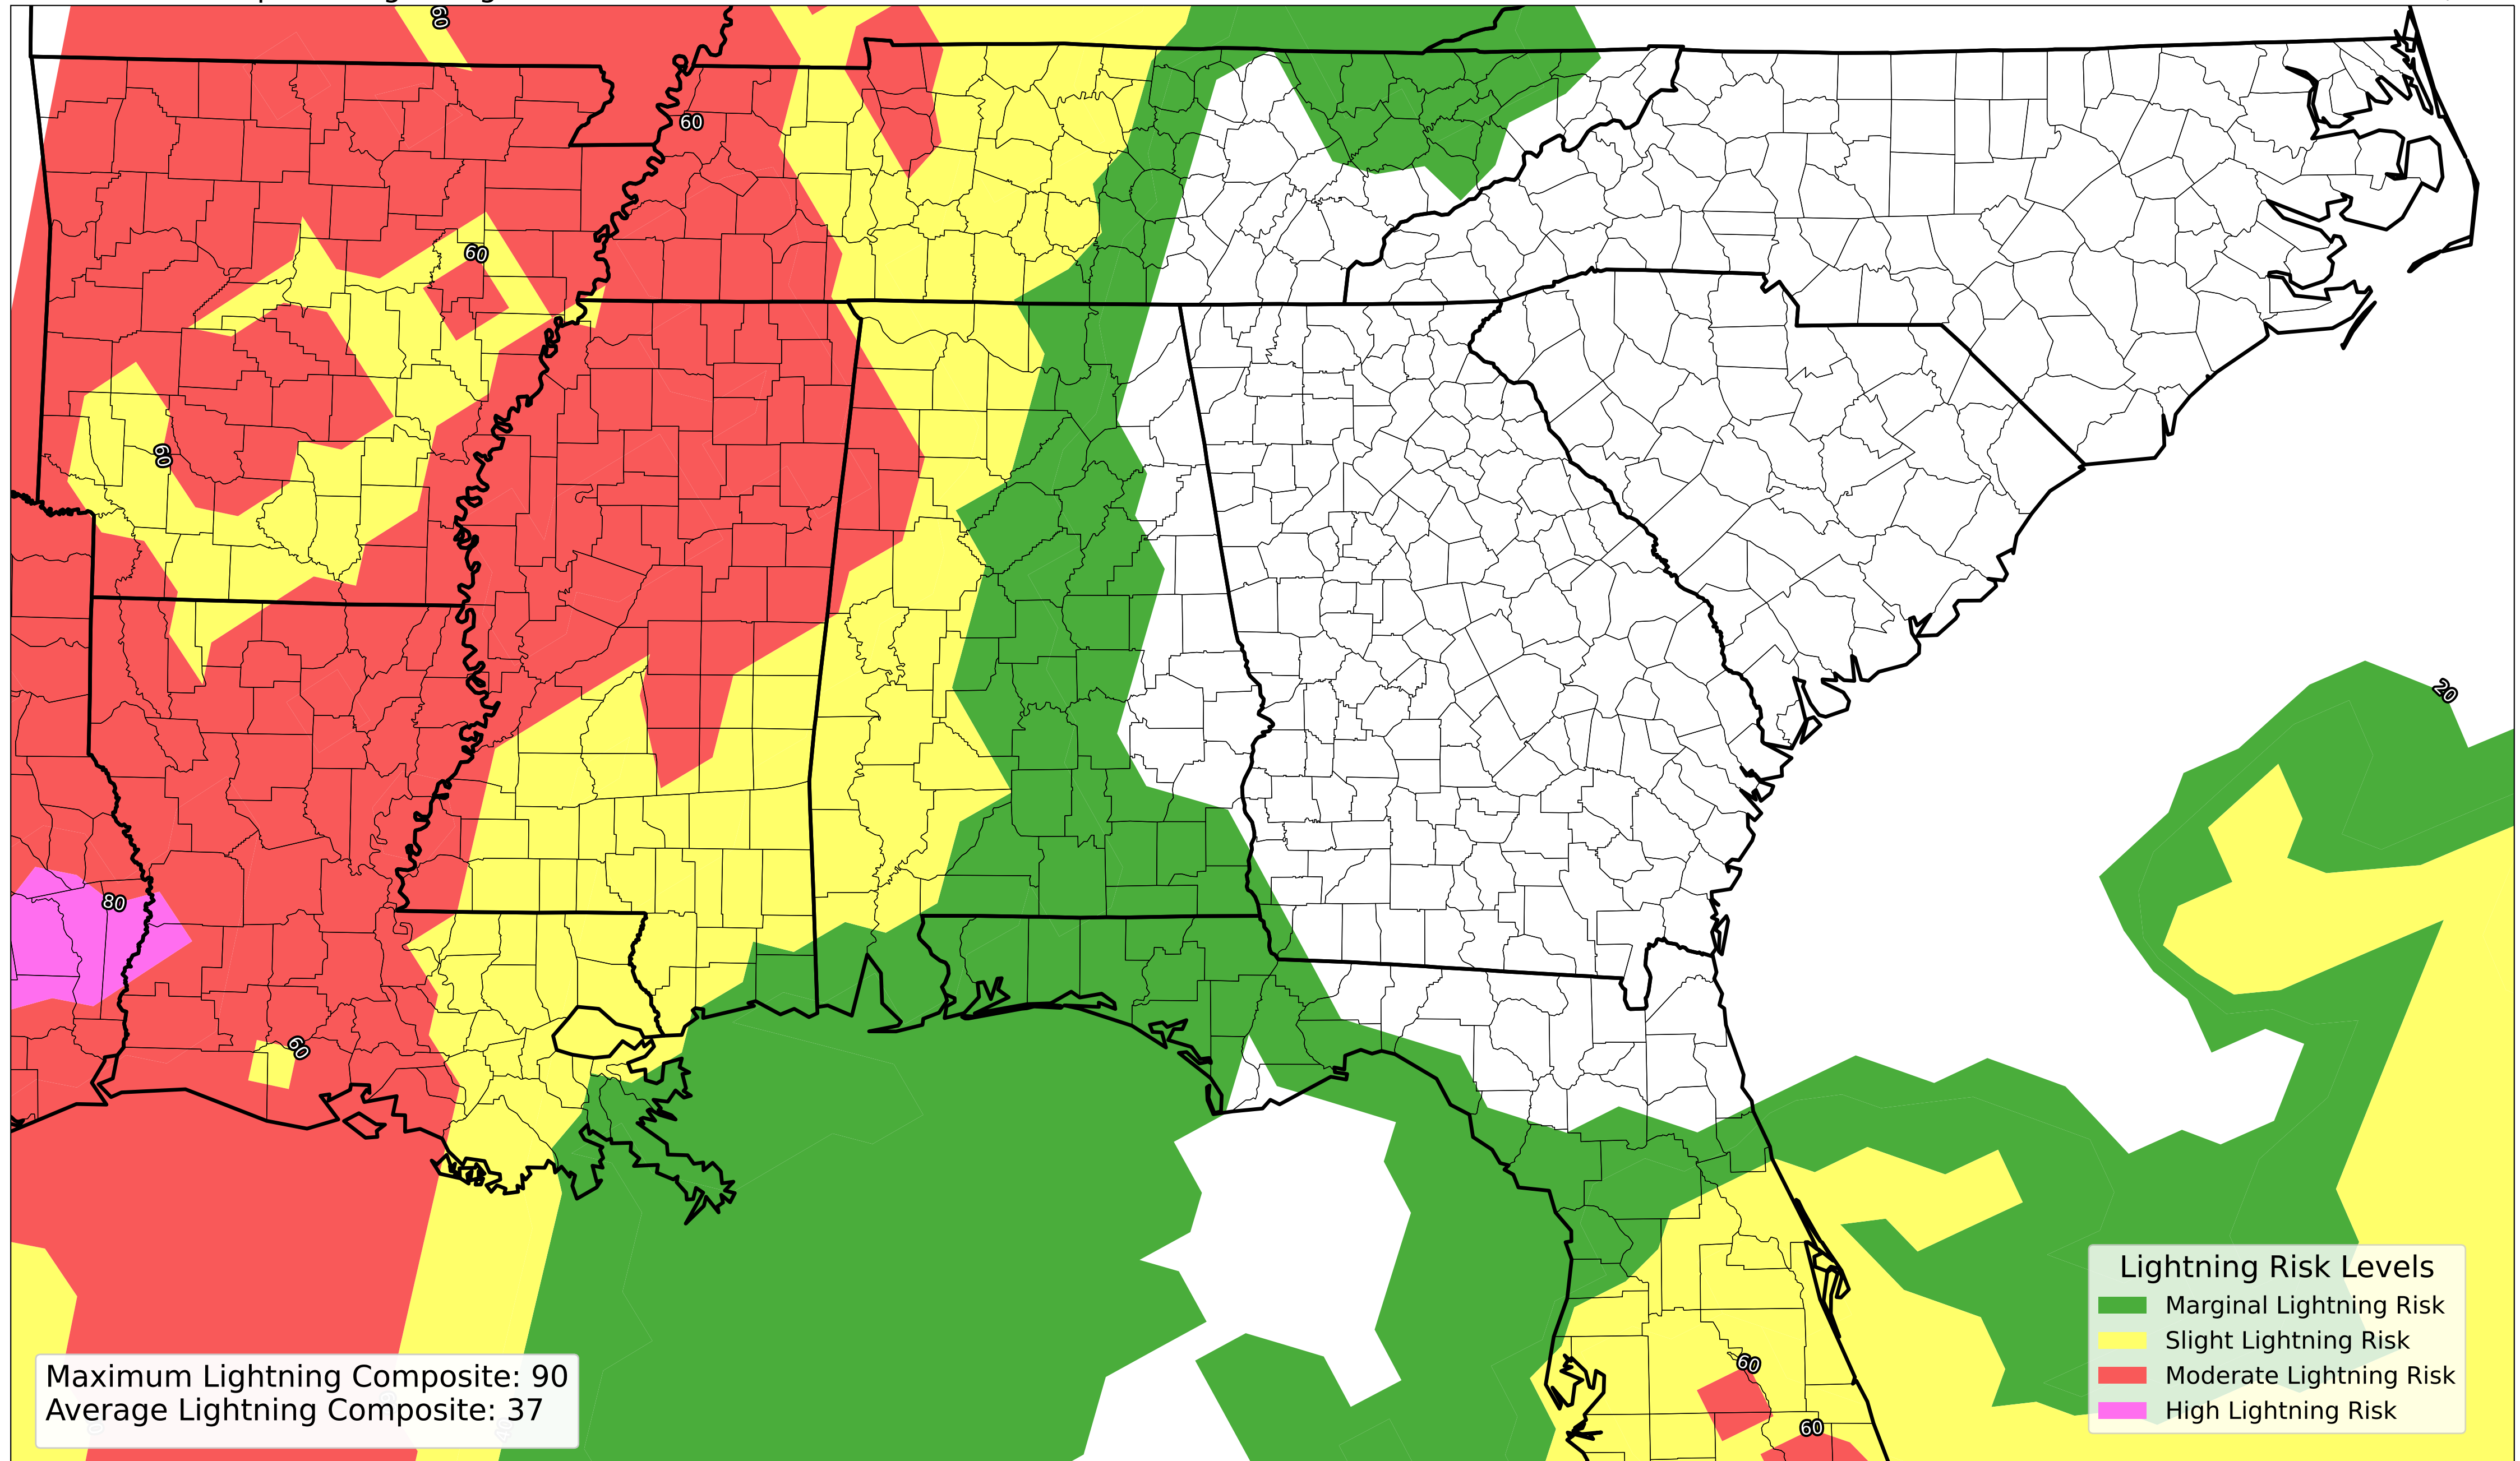 60
60
60
60
20
80
60
Lightning Risk Levels
Marginal Lightning Risk
Slight Lightning Risk
Moderate Lightning Risk
High Lightning Risk
60
60
Maximum Lightning Composite: 90
Average Lightning Composite: 37